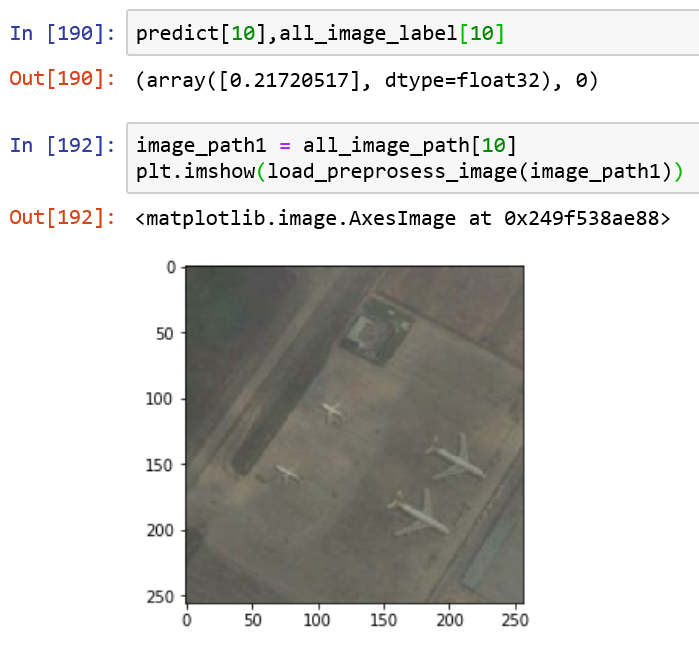 In [190]: predict[10],all_image_label[10]
Out[190]: (array([0.21720517], dtype=float32), 0)
In [192]: image_path1 = all_image_path[10]
plt.imshow(load_preprosess_image(image_path1))
Out[192]: <matplotlib.image.AxesImage at 0x249f538ae88>
0
50
100
150
200
250
0 50 100 150 200 250